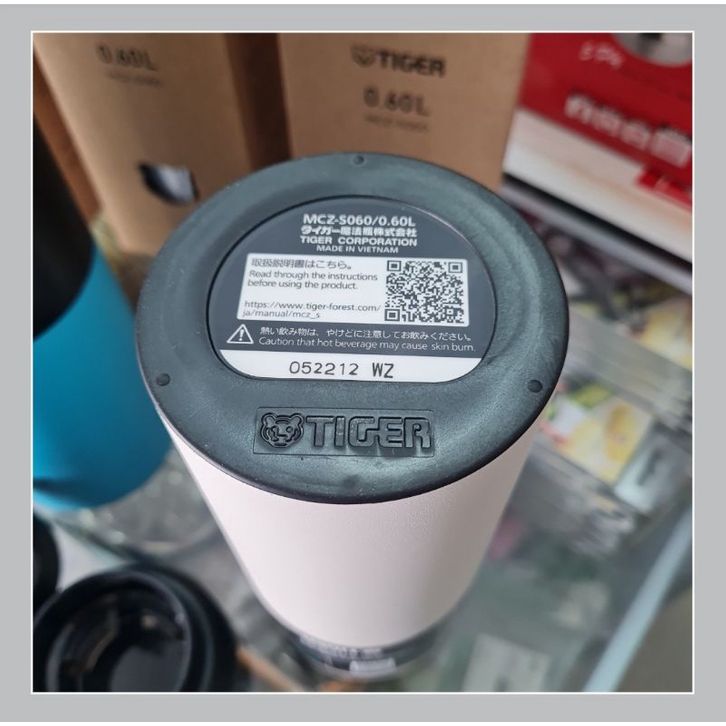 0.60L
TIGER
0.60L
MCZ-S060/0.60L
タイガー魔法瓶株式会社
TIGER CORPORATION
MADE IN VIETNAM
取扱説明書はこちら。
Read through the instructions
before using the product.
https://www.tiger-forest.com/
ja/manual/mcz_s
熱い飲み物は、やけどに注意してお飲みください。
Caution that hot beverage may cause skin burn.
052212 WZ
TIGER